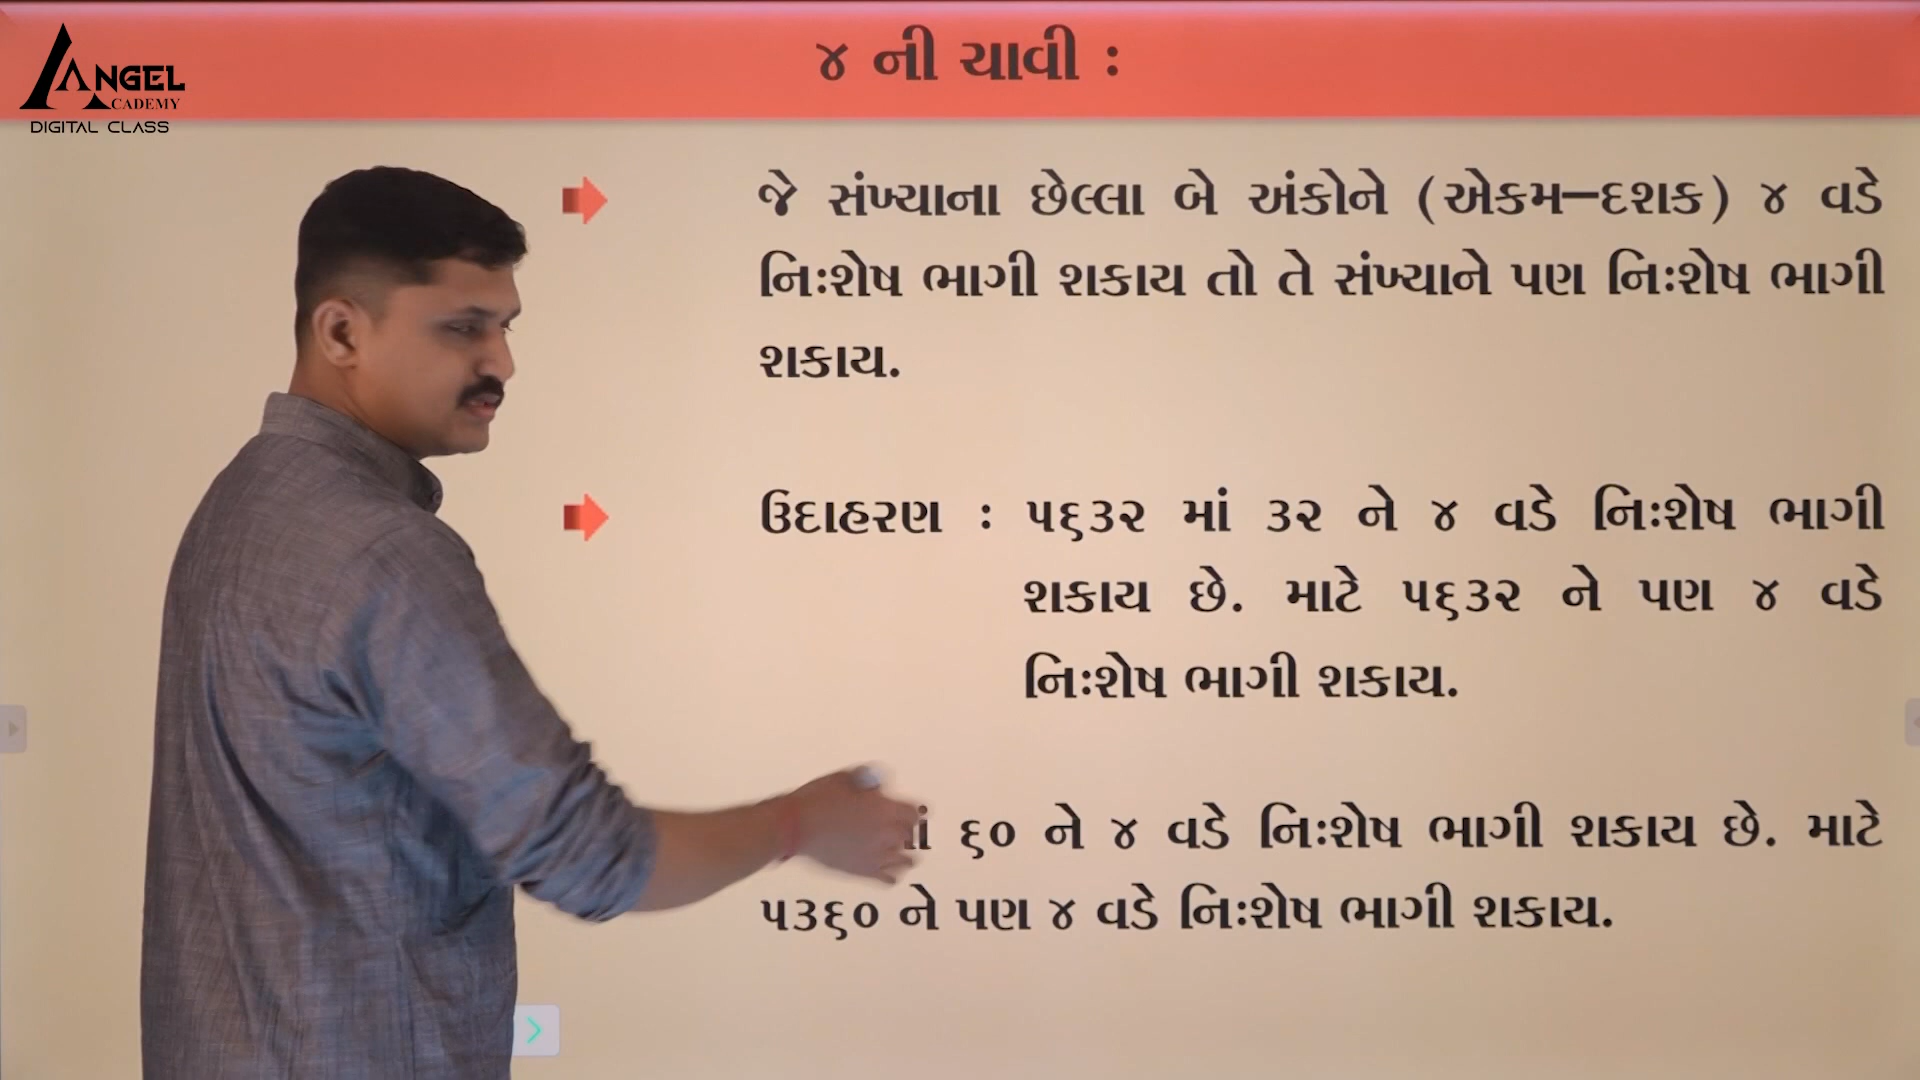 ANGEL
ACADEMY
DIGITAL CLASS
૪ ની ચાવી :
જે સંખ્યાના છેલ્લા બે અંકોને (એકમ–દશક) ૪ વડે
નિઃશેષ ભાગી શકાય તો તે સંખ્યાને પણ નિઃશેષ ભાગી
શકાય.
ઉદાહરણ : ૫૬૩૨ માં ૩૨ ને ૪ વડે નિઃશેષ ભાગી
શકાય છે. માટે ૫૬૩૨ ને પણ ૪ વડે
નિઃશેષ ભાગી શકાય.
૬૦ ને ૪ વડે નિઃશેષ ભાગી શકાય છે. માટે
૫૩૬૦ ને પણ ૪ વડે નિઃશેષ ભાગી શકાય.